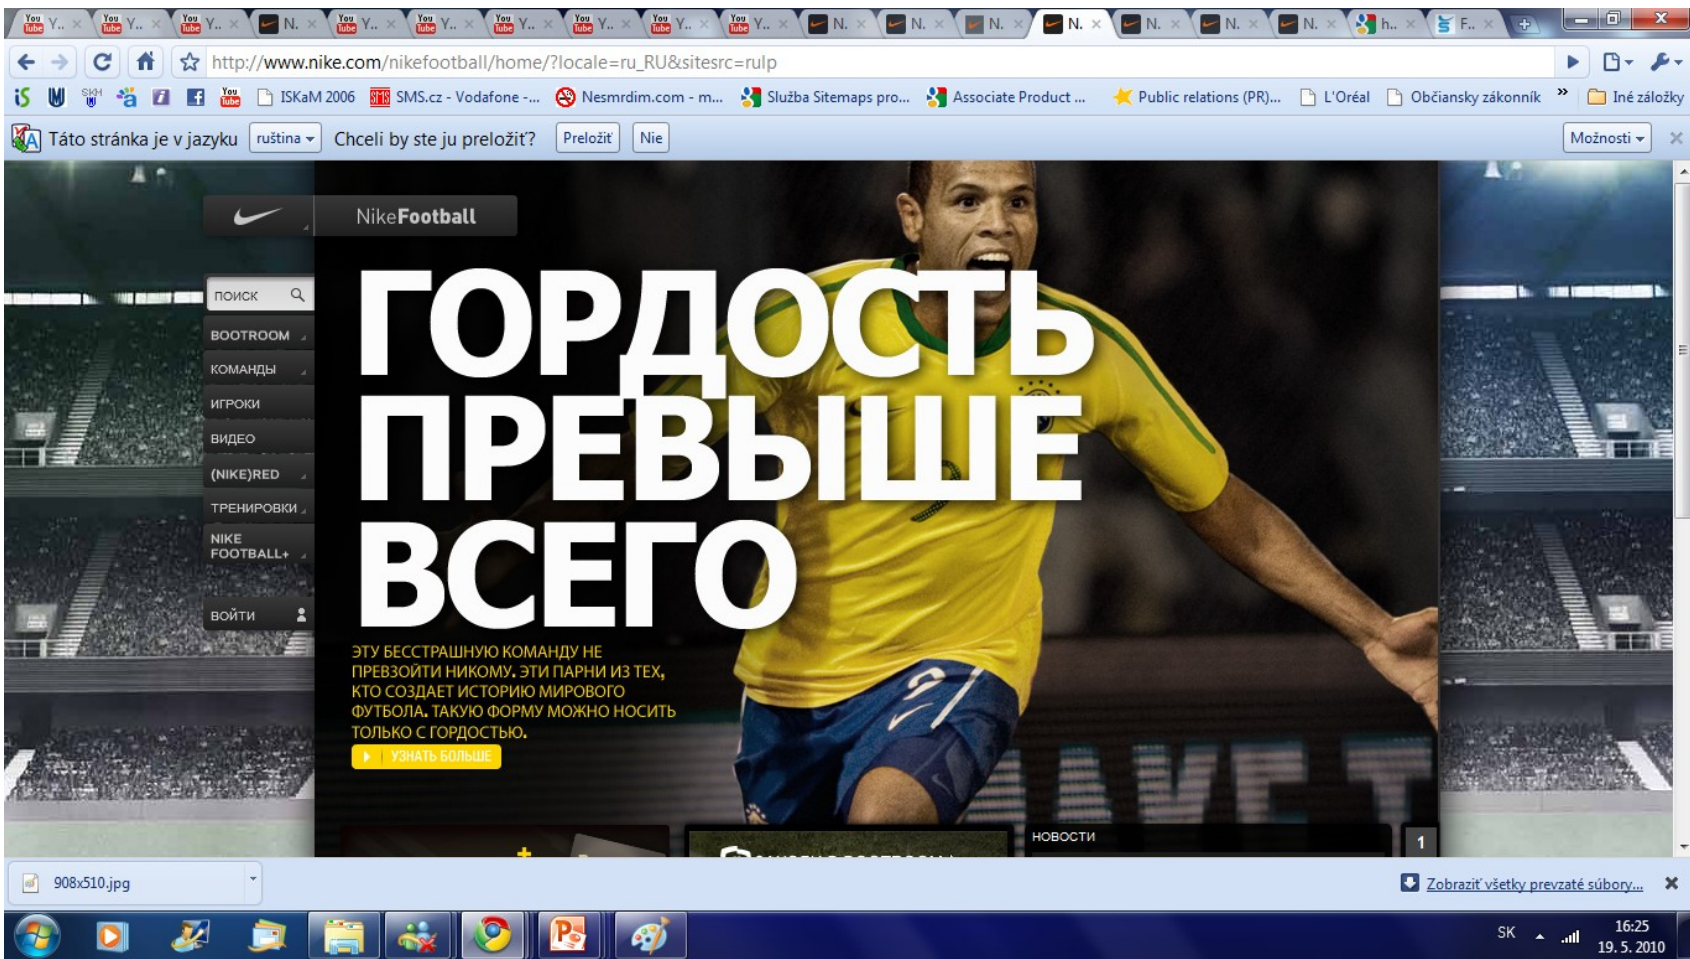 Y..
Y..
Y..
N.
Y..
Y..
Y..
Y..
Y..
Y..
N.
N.
N.
N.
N.
N.
N.
h..
F..
http://www.nike.com/nikefootball/home/?locale=ru_RU&sitesrc=rulp
ISKaM 2006
SMS.cz - Vodafone -...
Nesmrdim.com - m...
Služba Sitemaps pro...
Associate Product ...
Public relations (PR)...
L'Oréal
Občiansky zákonník
»
Iné záložky
Táto stránka je v jazyku
ruština
Chceli by ste ju preložiť?
Preložiť
Nie
Možnosti
NikeFootball
ПОИСК
BOOTROOM
КОМАНДЫ
ИГРОКИ
ВИДЕО
(NIKE)RED
ТРЕНИРОВКИ
NIKE
FOOTBALL+
ВОЙТИ
ГОРДОСТЬ
ПРЕВЫШЕ
ВСЕГО
ЭТУ БЕССТРАШНУЮ КОМАНДУ НЕ
ПРЕВЗОЙТИ НИКОМУ. ЭТИ ПАРНИ ИЗ ТЕХ,
КТО СОЗДАЕТ ИСТОРИЮ МИРОВОГО
ФУТБОЛА. ТАКУЮ ФОРМУ МОЖНО НОСИТЬ
ТОЛЬКО С ГОРДОСТЬЮ.
УЗНАТЬ БОЛЬШЕ
9
НОВОСТИ
1
908x510.jpg
Zobraziť všetky prevzaté súbory...
SK
16:25
19. 5. 2010